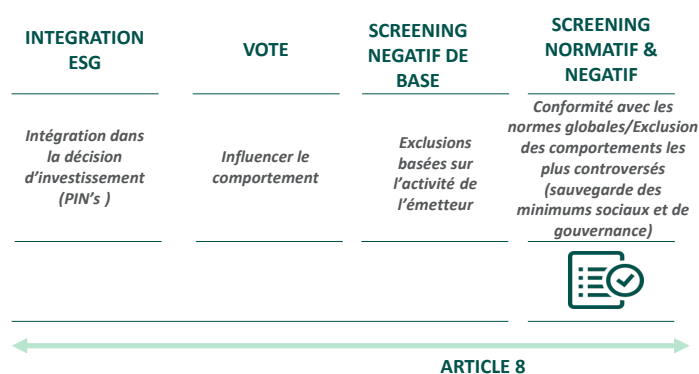 INTEGRATION
ESG
VOTE
SCREENING
NEGATIF DE
BASE
SCREENING
NORMATIF &
NEGATIF
Intégration dans
la décision
d'investissement
(PIN's )
Influencer le
comportement
Exclusions
basées sur
l'activité de
l'émetteur
Conformité avec les
normes globales/Exclusion
des comportements les
plus controversés
(sauvegarde des
minimums sociaux et de
gouvernance)
ARTICLE 8